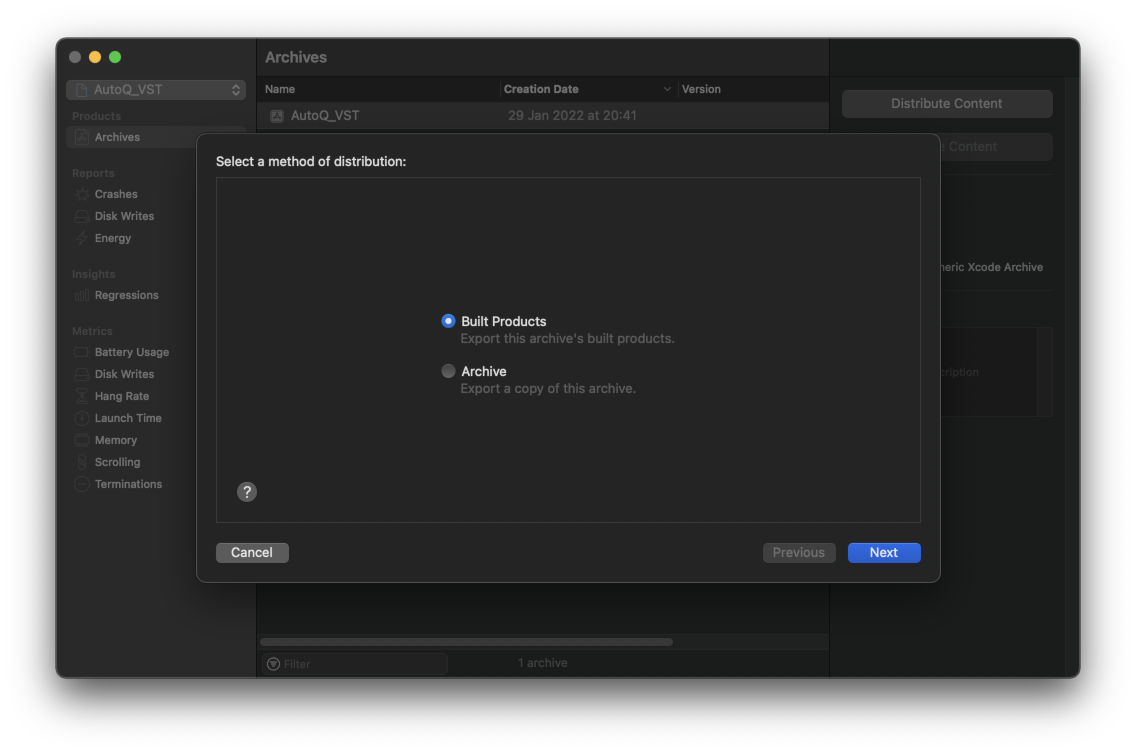 Archives
AutoQ_VST
Name
Creation Date
Version
AutoQ_VST
29 Jan 2022 at 20:41
Distribute Content
Content
Products
Archives
Reports
Crashes
Disk Writes
Energy
Insights
Regressions
Metrics
Battery Usage
Disk Writes
Hang Rate
Launch Time
Memory
Scrolling
Terminations
Select a method of distribution:
Built Products
Export this archive's built products.
Archive
Export a copy of this archive.
?
Cancel
Previous
Next
neric Xcode Archive
cription
Filter
1 archive